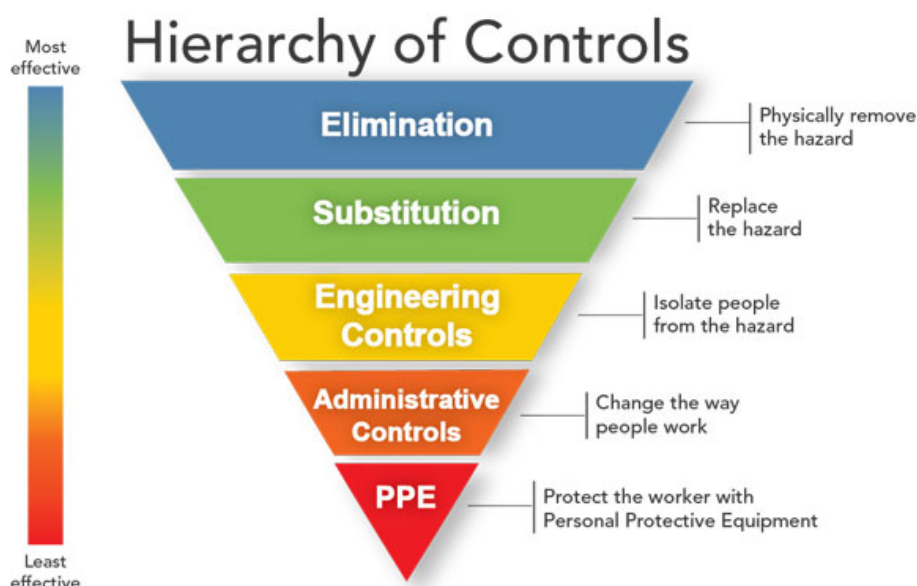 Hierarchy of Controls
Most
effective
Elimination
Physically remove
the hazard
Substitution
Replace
the hazard
Engineering
Controls
Isolate people
from the hazard
Administrative
Controls
Change the way
people work
PPE
Protect the worker with
Personal Protective Equipment
Least
effective